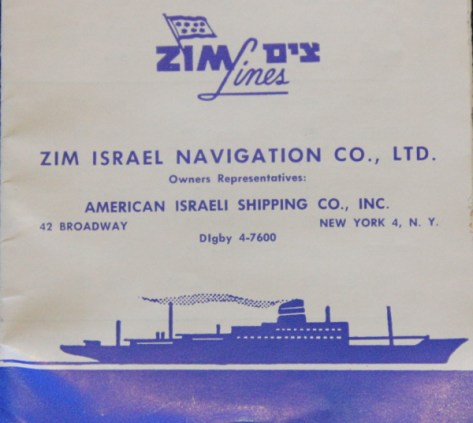 ZIM צים
Lines
ZIM ISRAEL NAVIGATION CO., LTD.
Owners Representatives:
AMERICAN ISRAELI SHIPPING CO., INC.
42 BROADWAY NEW YORK 4, N. Y.
DIgby 4-7600